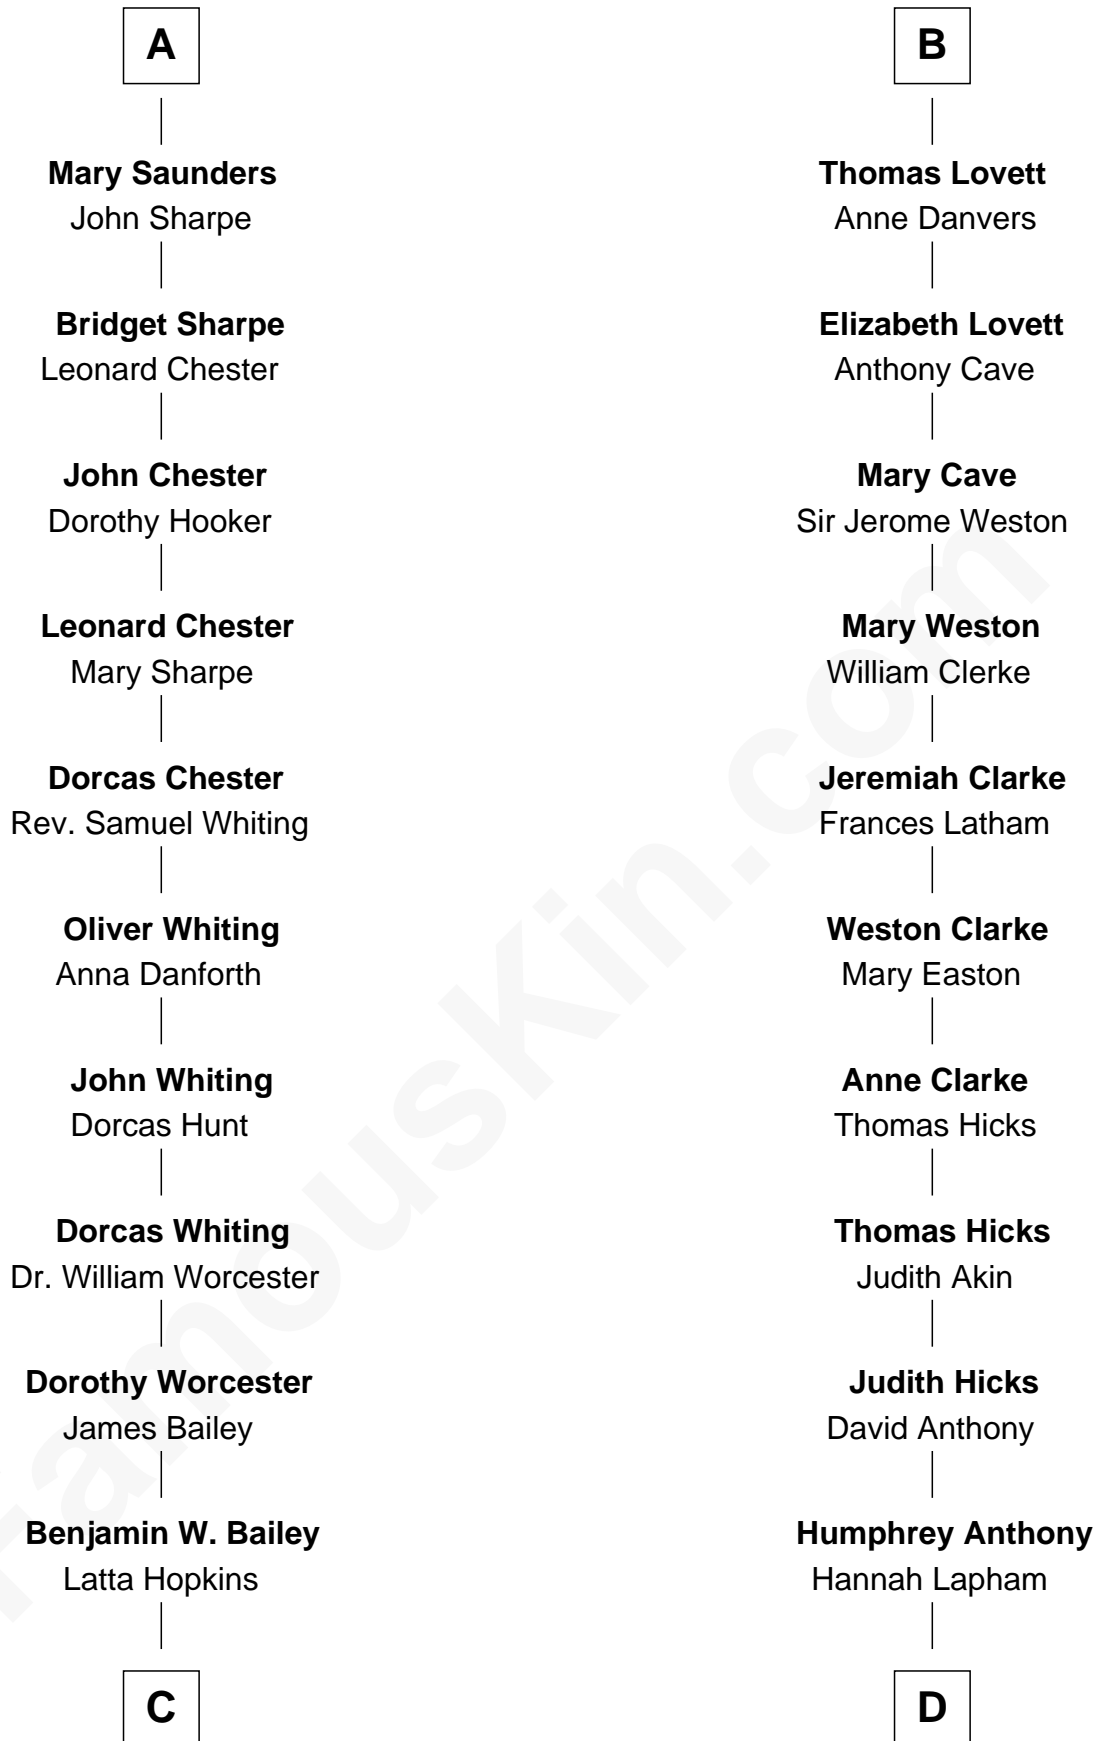 A
Mary Saunders
John Sharpe
Bridget Sharpe
Leonard Chester
John Chester
Dorothy Hooker
Leonard Chester
Mary Sharpe
Dorcas Chester
Rev. Samuel Whiting
Oliver Whiting
Anna Danforth
John Whiting
Dorcas Hunt
Dorcas Whiting
Dr. William Worcester
Dorothy Worcester
James Bailey
Benjamin W. Bailey
Latta Hopkins
C
B
Thomas Lovett
Anne Danvers
Elizabeth Lovett
Anthony Cave
Mary Cave
Sir Jerome Weston
Mary Weston
William Clerke
Jeremiah Clarke
Frances Latham
Weston Clarke
Mary Easton
Anne Clarke
Thomas Hicks
Thomas Hicks
Judith Akin
Judith Hicks
David Anthony
Humphrey Anthony
Hannah Lapham
D
FamousKin.com